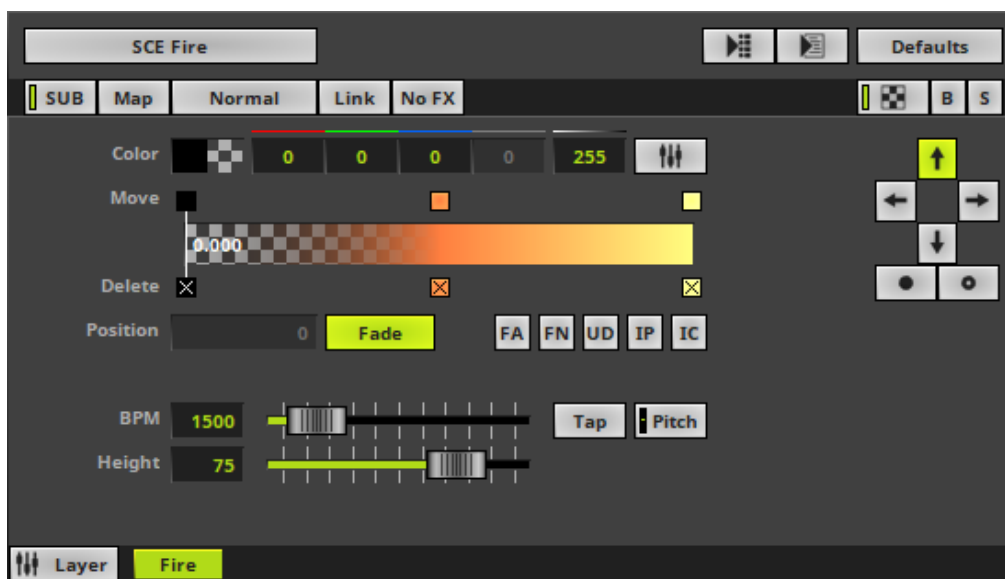 SCE Fire Defaults
SUB Map Normal Link No FX B S
Color 0 0 0 0 255
Move
0.000
Delete
Position 0 Fade FA FN UD IP IC
BPM 1500 Tap Pitch
Height 75
Layer Fire